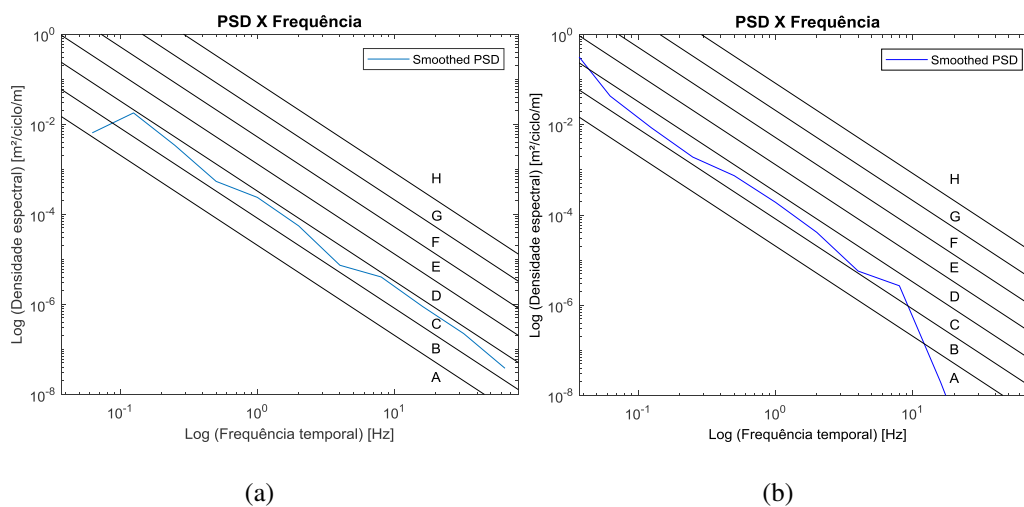 PSD X Frequência
Log (Densidade espectral) [m²/ciclo/m]
10^0
10^-2
10^-4
10^-6
10^-8
Smoothed PSD
H
G
F
E
D
C
B
A
10^-1
10^0
10^1
Log (Frequência temporal) [Hz]
(a)
PSD X Frequência
Log (Densidade espectral) [m²/ciclo/m]
10^0
10^-2
10^-4
10^-6
10^-8
Smoothed PSD
H
G
F
E
D
C
B
A
10^-1
10^0
10^1
Log (Frequência temporal) [Hz]
(b)